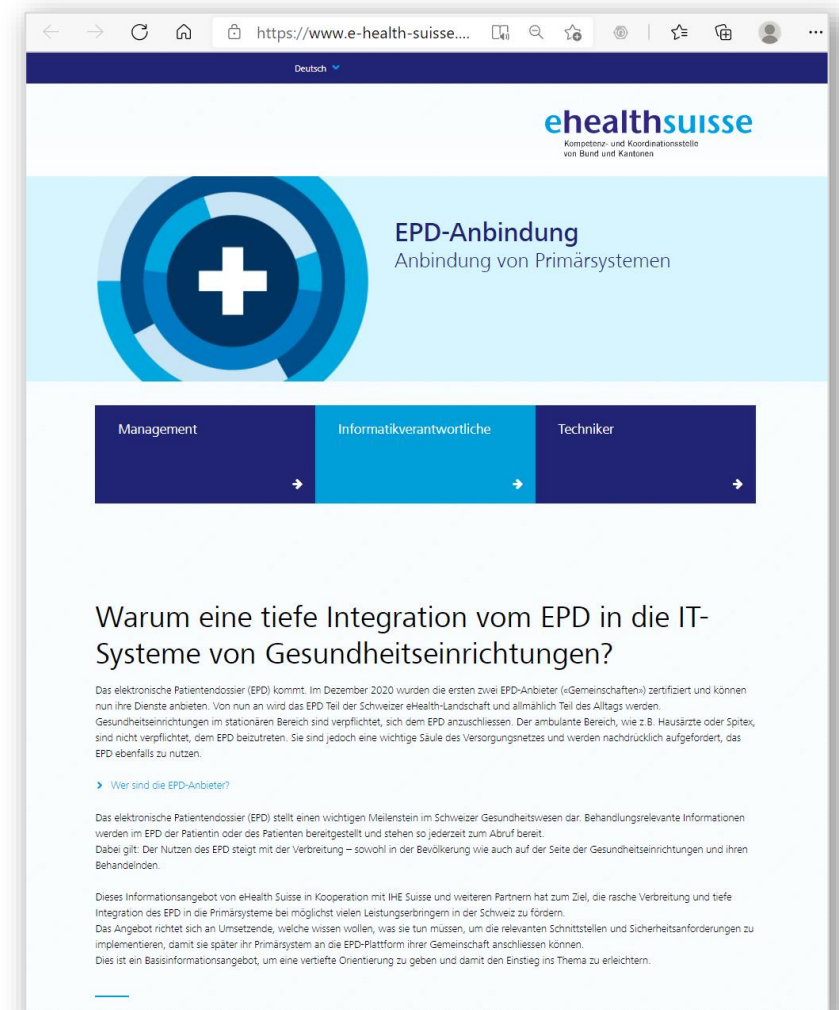 https://www.e-health-suisse....
Deutsch
ehealthsuisse
Kompetenz- und Koordinationsstelle
von Bund und Kantonen
EPD-Anbindung
Anbindung von Primärsystemen
Management
Informatikverantwortliche
Techniker
Warum eine tiefe Integration vom EPD in die IT-
Systeme von Gesundheitseinrichtungen?
Das elektronische Patientendossier (EPD) kommt. Im Dezember 2020 wurden die ersten zwei EPD-Anbieter («Gemeinschaften») zertifiziert und können
nun ihre Dienste anbieten. Von nun an wird das EPD Teil der Schweizer eHealth-Landschaft und allmählich Teil des Alltags werden.
Gesundheitseinrichtungen im stationären Bereich sind verpflichtet, sich dem EPD anzuschliessen. Der ambulante Bereich, wie z.B. Hausärzte oder Spitex,
sind nicht verpflichtet, dem EPD beizutreten. Sie sind jedoch eine wichtige Säule des Versorgungsnetzes und werden nachdrücklich aufgefordert, das
EPD ebenfalls zu nutzen.
Wer sind die EPD-Anbieter?
Das elektronische Patientendossier (EPD) stellt einen wichtigen Meilenstein im Schweizer Gesundheitswesen dar. Behandlungsrelevante Informationen
werden im EPD der Patientin oder des Patienten bereitgestellt und stehen so jederzeit zum Abruf bereit.
Dabei gilt: Der Nutzen des EPD steigt mit der Verbreitung – sowohl in der Bevölkerung wie auch auf der Seite der Gesundheitseinrichtungen und ihren
Behandelnden.
Dieses Informationsangebot von eHealth Suisse in Kooperation mit IHE Suisse und weiteren Partnern hat zum Ziel, die rasche Verbreitung und tiefe
Integration des EPD in die Primärsysteme bei möglichst vielen Leistungserbringern in der Schweiz zu fördern.
Das Angebot richtet sich an Umsetzende, welche wissen wollen, was sie tun müssen, um die relevanten Schnittstellen und Sicherheitsanforderungen zu
implementieren, damit sie später ihr Primärsystem an die EPD-Plattform ihrer Gemeinschaft anschliessen können.
Dies ist ein Basisinformationsangebot, um eine vertiefte Orientierung zu geben und damit den Einstieg ins Thema zu erleichtern.